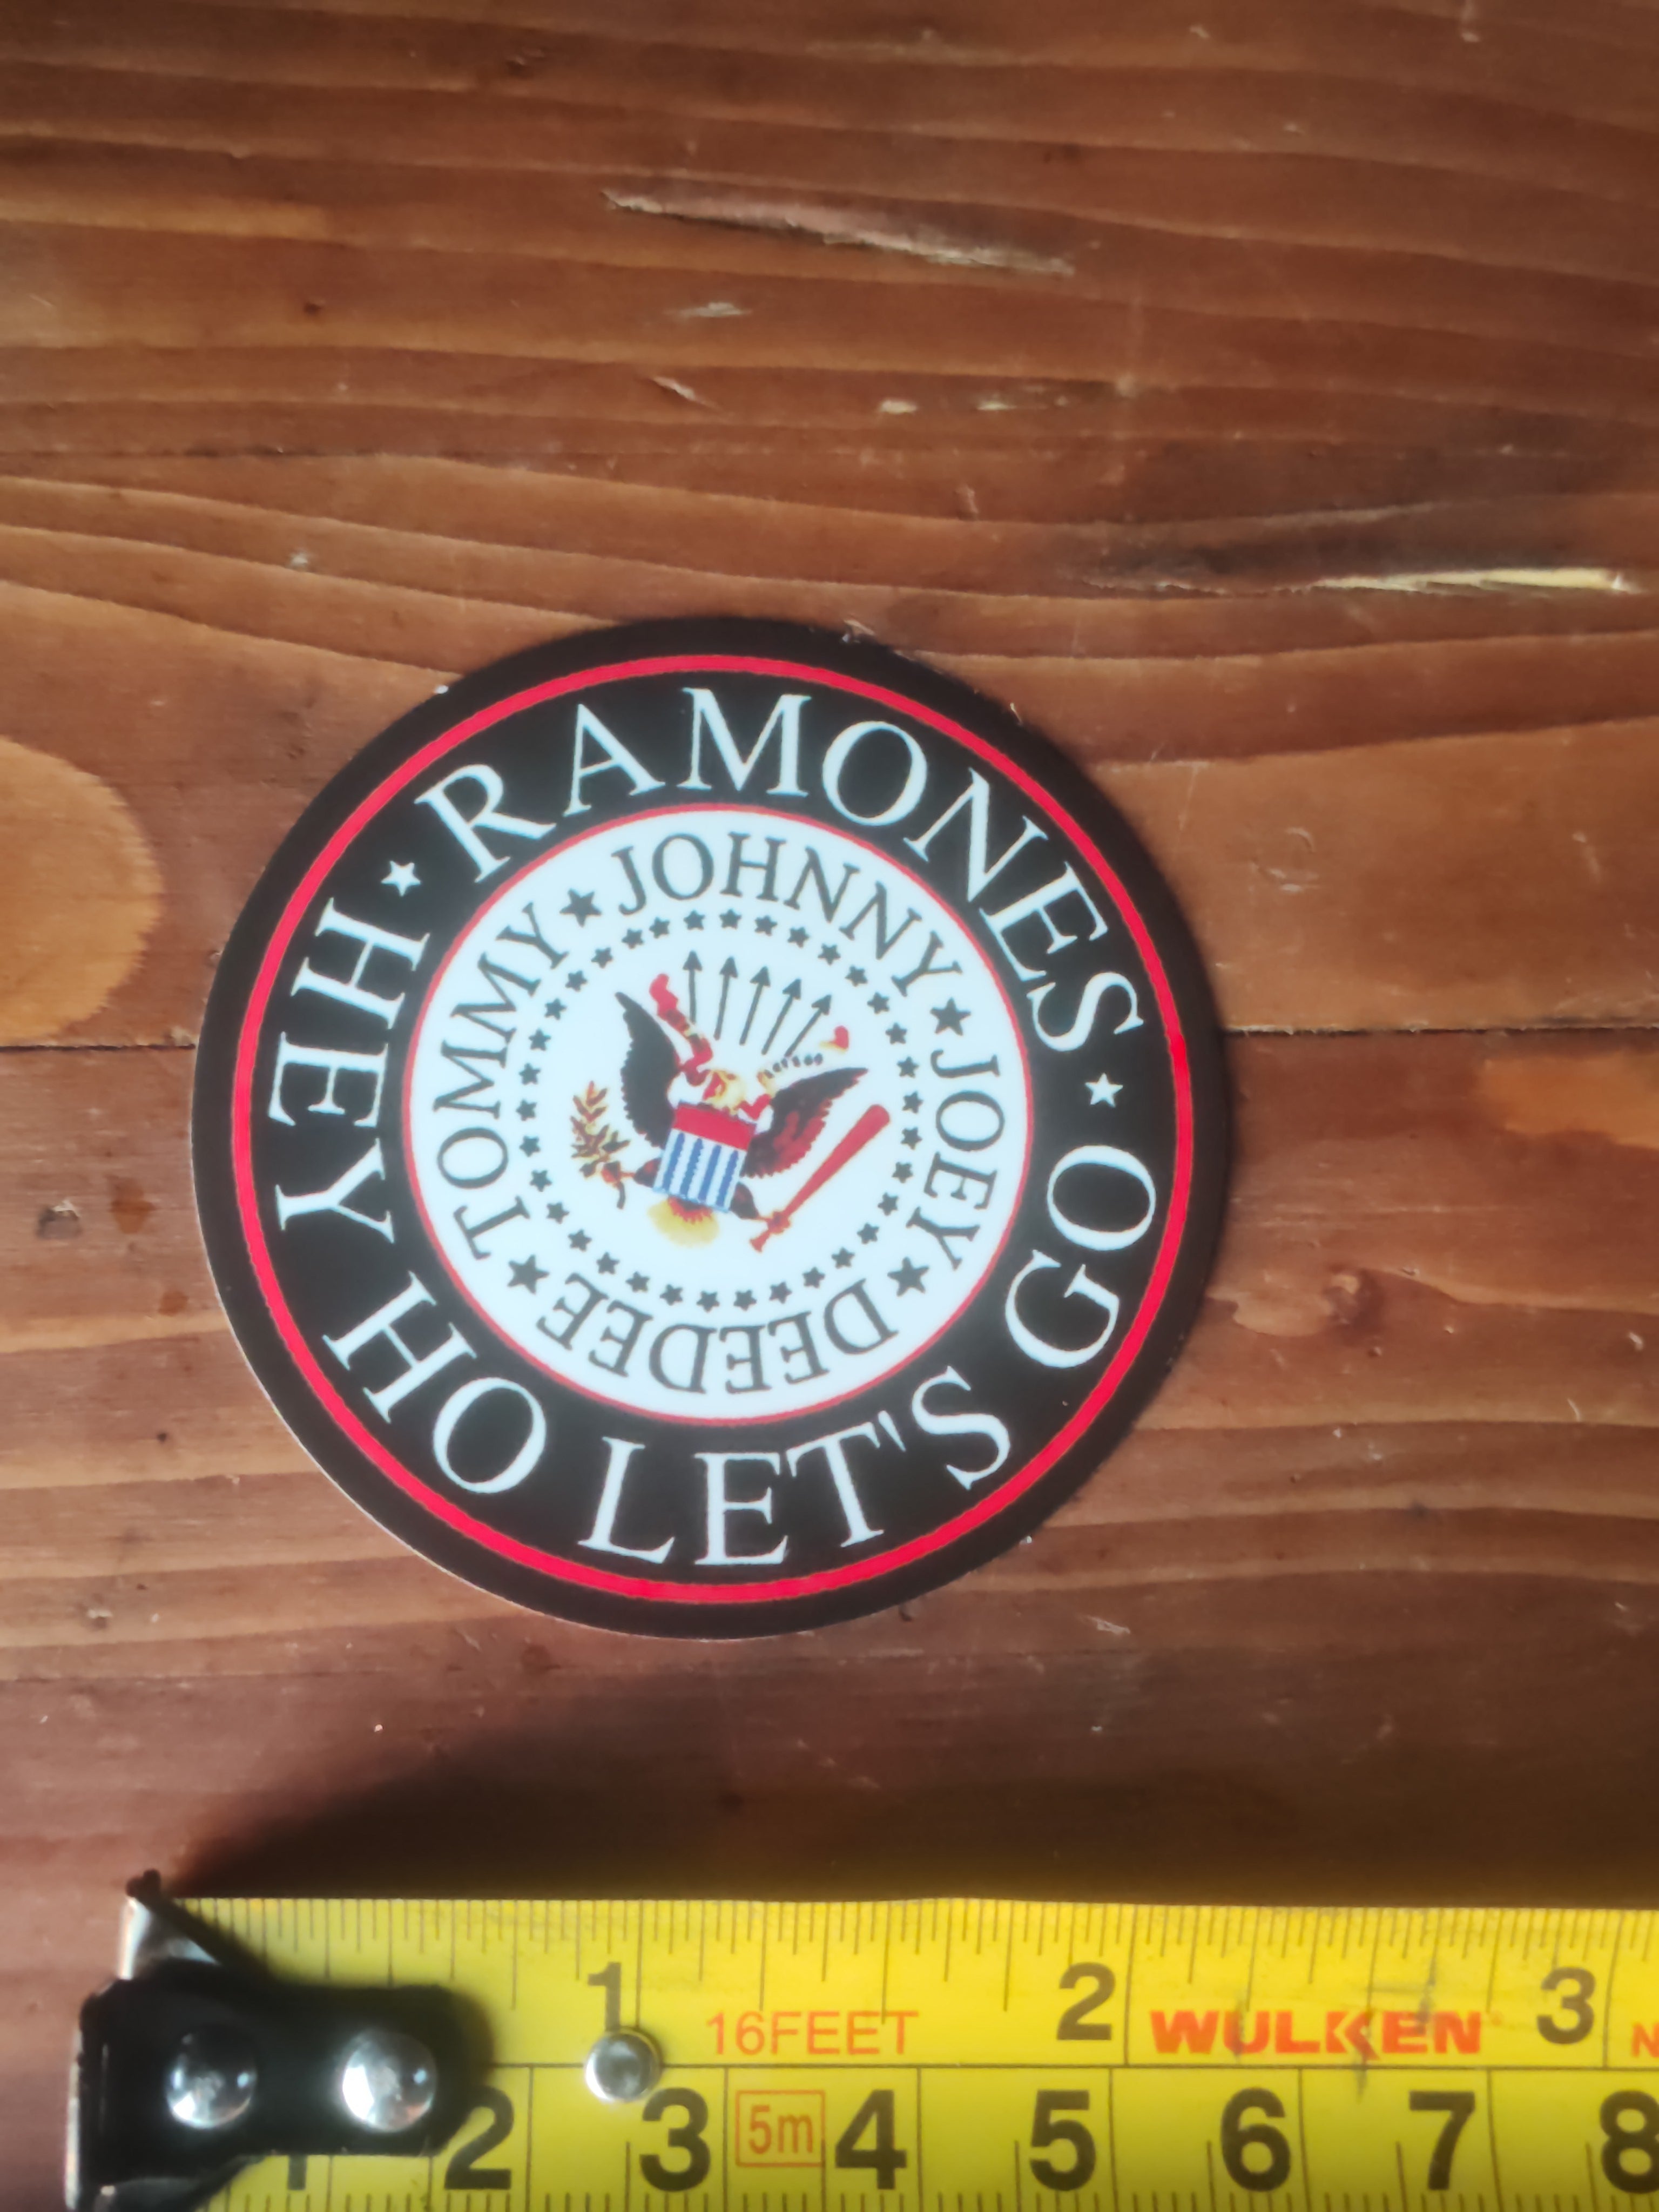 RAMONES
HEY HO LET'S GO
JOHNNY
JOEY
DEEDEE
TOMMY
1 2 3
16FEET WULKEN
1 2 3 5m 4 5 6 7 8